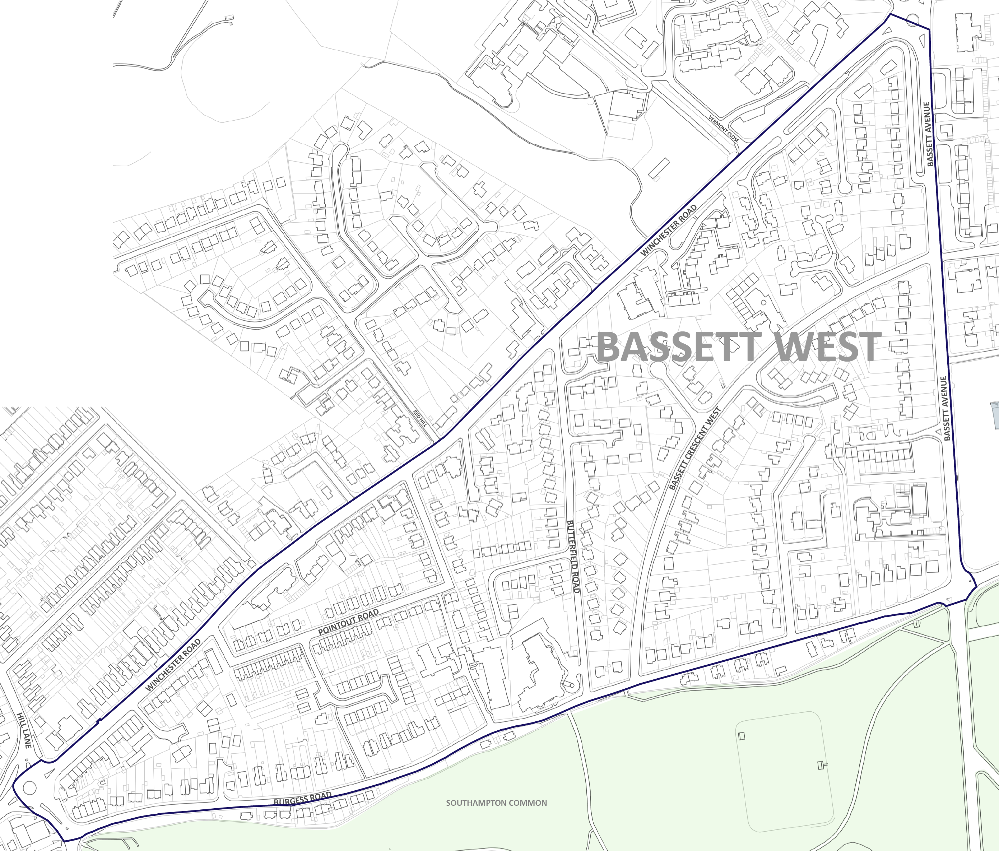 BASSETT AVENUE
VERMONT CLOSE
WINCHESTER ROAD
BASSETT WEST
BASSETT AVENUE
RED HILL
BASSETT CRESCENT WEST
BUTTERFIELD ROAD
POINTOUT ROAD
WINCHESTER ROAD
HILL LANE
BURGESS ROAD
SOUTHAMPTON COMMON